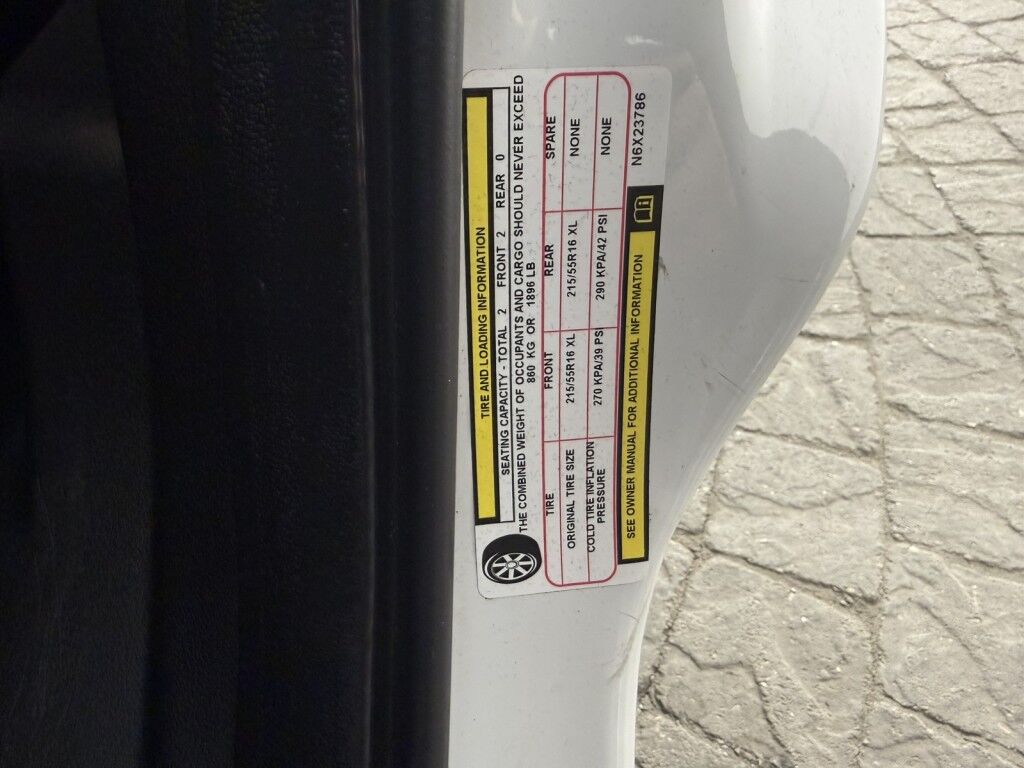 TIRE AND LOADING INFORMATION
SEATING CAPACITY - TOTAL 2 FRONT 2 REAR 0
THE COMBINED WEIGHT OF OCCUPANTS AND CARGO SHOULD NEVER EXCEED
860 KG OR 1896 LB
TIRE FRONT REAR SPARE
ORIGINAL TIRE SIZE 215/55R16 XL 215/55R16 XL NONE
COLD TIRE INFLATION PRESSURE 270 KPA/39 PSI 290 KPA/42 PSI NONE
SEE OWNER MANUAL FOR ADDITIONAL INFORMATION
N6X23786